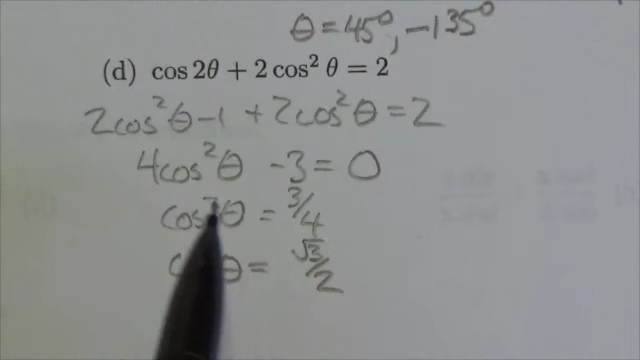 θ = 45°, -135°
(d) cos 2θ + 2 cos² θ = 2
2cos²θ - 1 + 2cos²θ = 2
4cos²θ - 3 = 0
cos²θ = 3/4
θ = √3/2